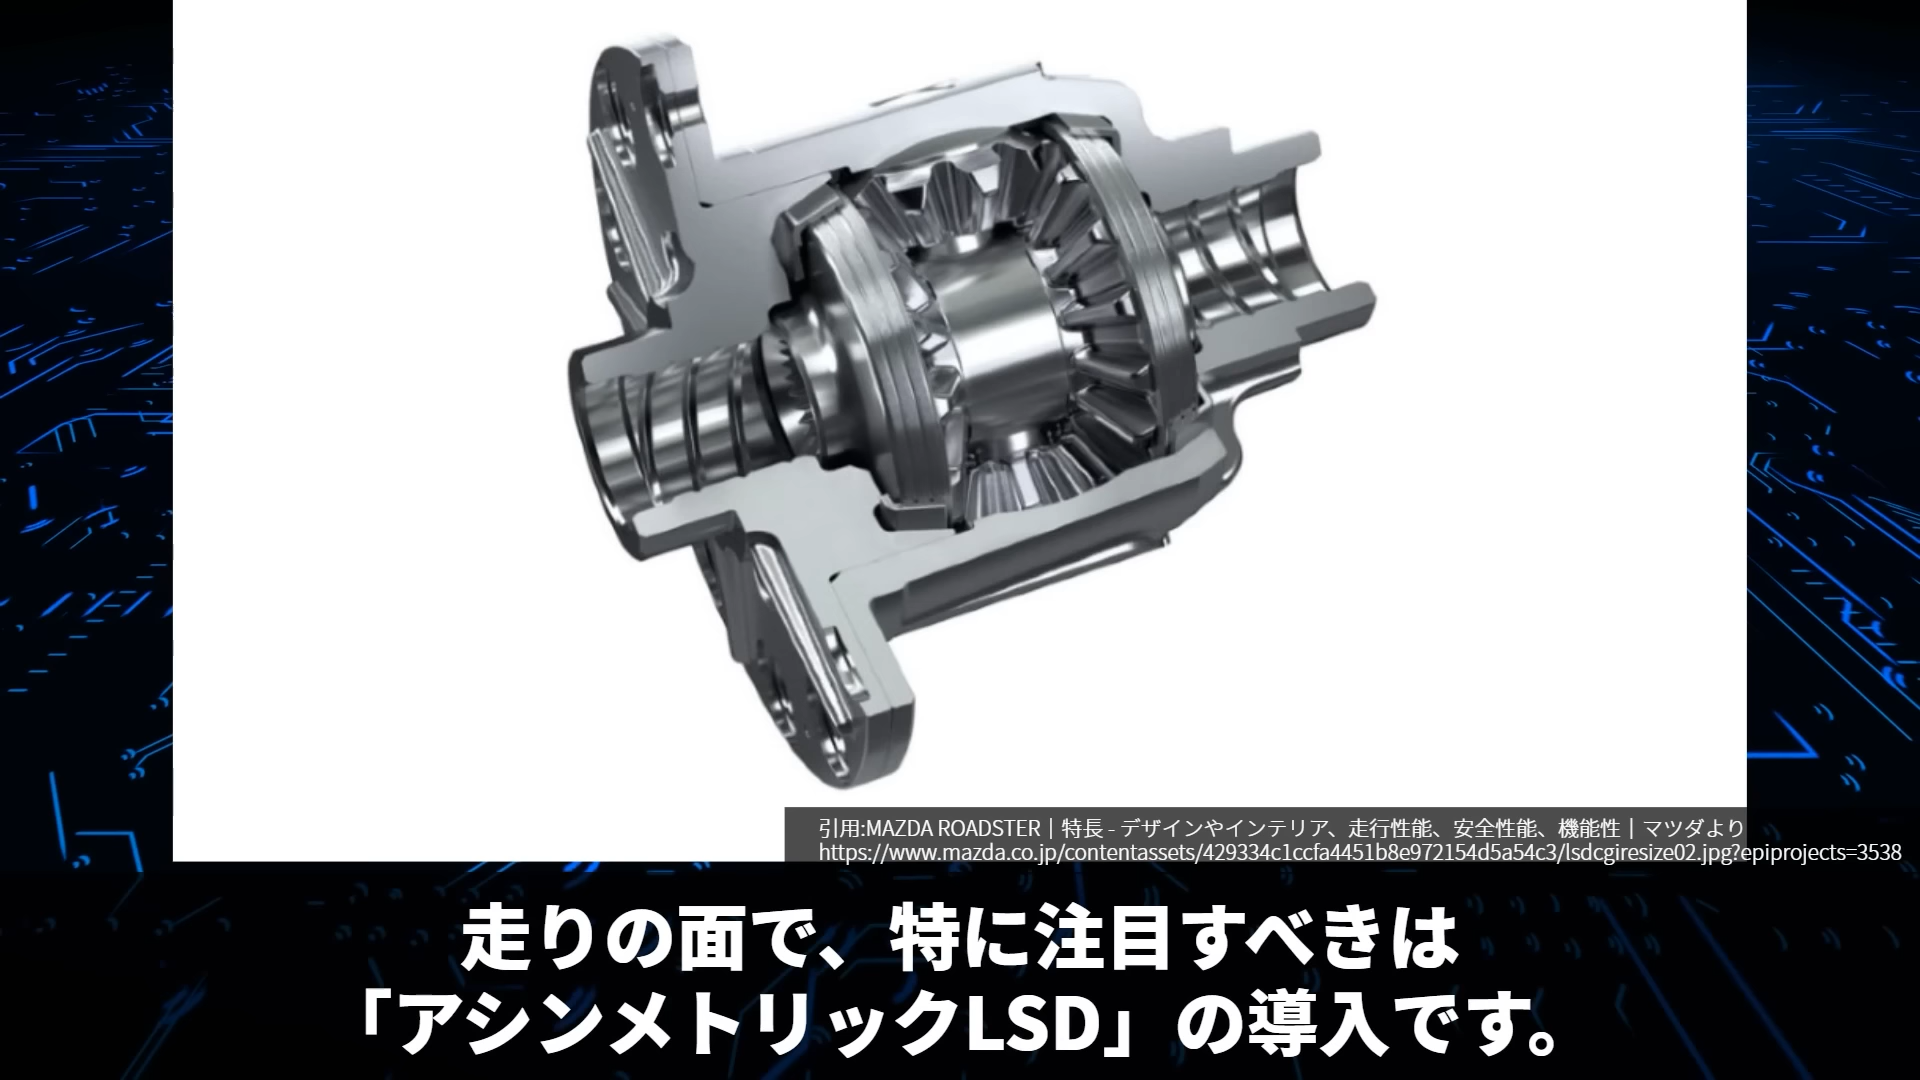 引用:MAZDA ROADSTER｜特長 - デザインやインテリア、走行性能、安全性能、機能性｜マツダより
https://www.mazda.co.jp/contentassets/429334c1ccfa4451b8e972154d5a54c3/lsdcgiresize02.jpg?epiprojects=3538
走りの面で、特に注目すべきは
「アシンメトリックLSD」の導入です。